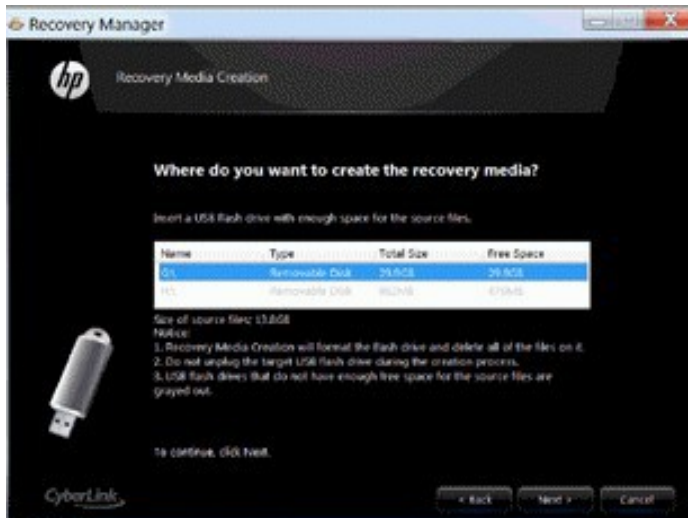 Recovery Manager
hp
Recovery Media Creation
Where do you want to create the recovery media?
Insert a USB flash drive with enough space for the source files.
Name Type Total Size Free Space
G:\ Removable Disk 29.8GB 29.8GB
H:\ Removable Disk
Size of source files: 13.8GB
Notice:
1. Recovery Media Creation will format the flash drive and delete all of the files on it.
2. Do not unplug the target USB flash drive during the creation process.
3. USB flash drives that do not have enough free space for the source files are
grayed out.
To continue, click Next.
CyberLink
< Back Next > Cancel